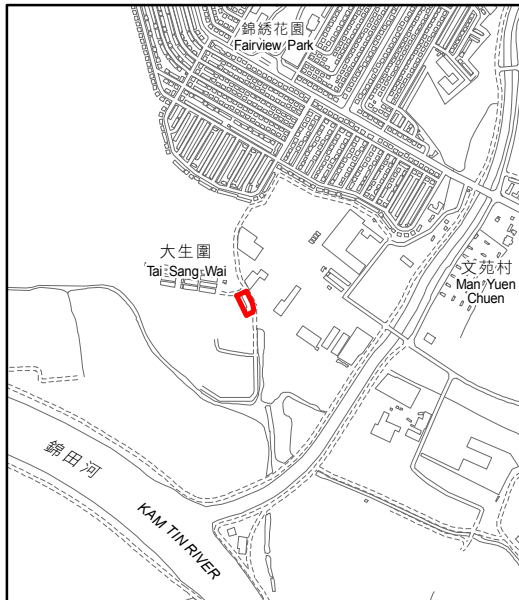 錦綉花園
Fairview Park
大生圍
Tai Sang Wai
文苑村
Man Yuen
Chuen
錦田河
KAM TIN RIVER